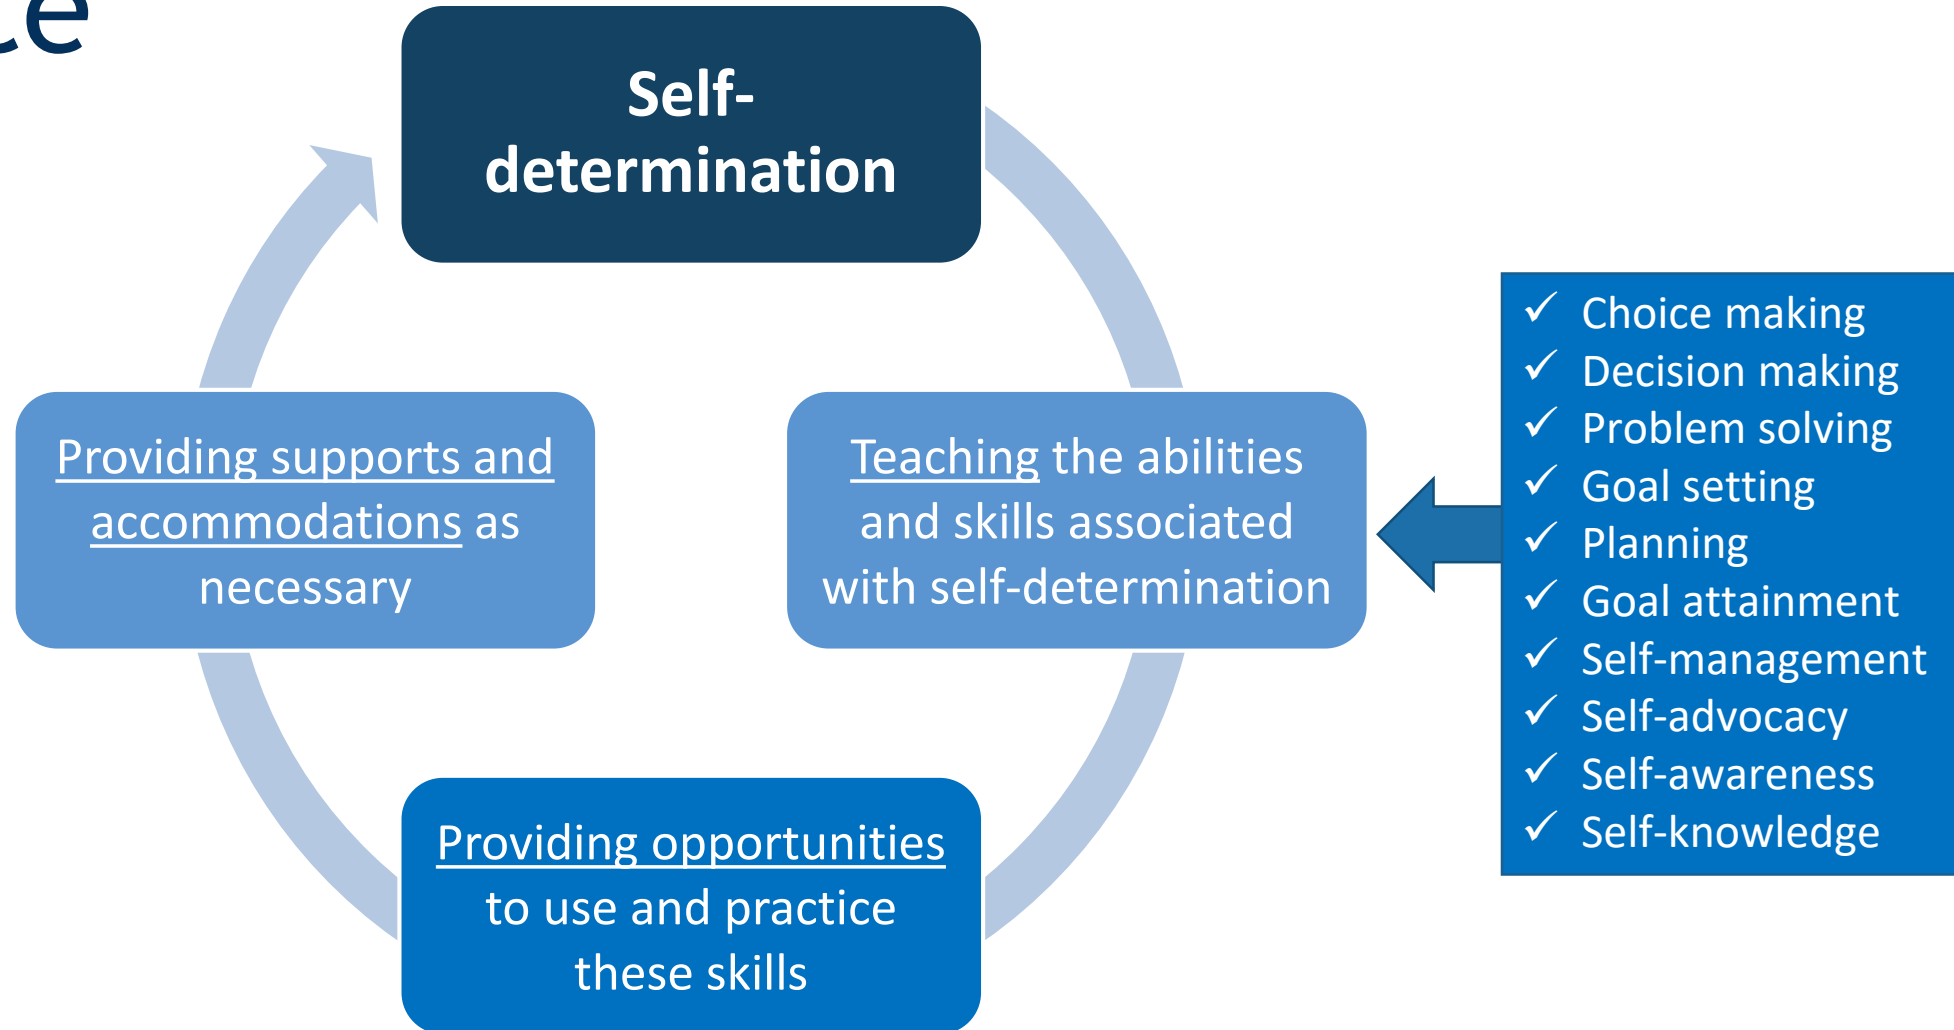 Self-
determination
Teaching the abilities
and skills associated
with self-determination
Choice making
Decision making
Problem solving
Goal setting
Planning
Goal attainment
Self-management
Self-advocacy
Self-awareness
Self-knowledge
Providing opportunities
to use and practice
these skills
Providing supports and
accommodations as
necessary